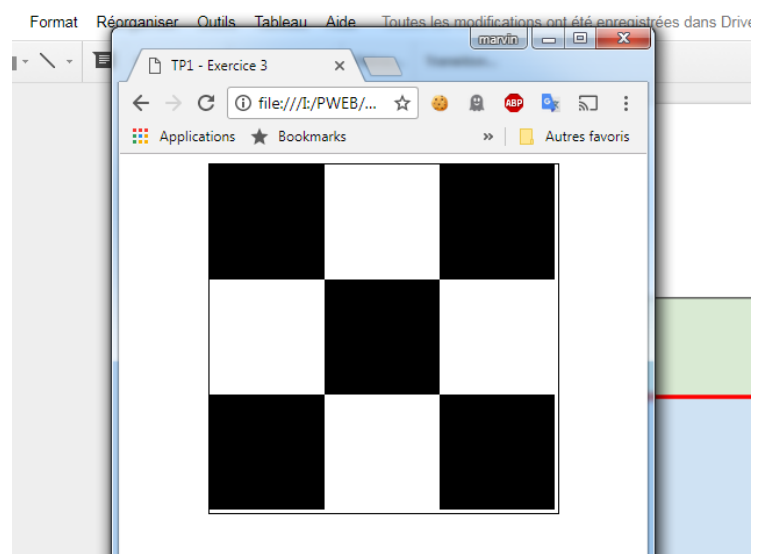 Format Réorganiser Outils Tableau Aide Toutes les modifications ont été enregistrées dans Drive
marvin
TP1 - Exercice 3
file:///I:/PWEB/...
ABP
Applications Bookmarks » Autres favoris